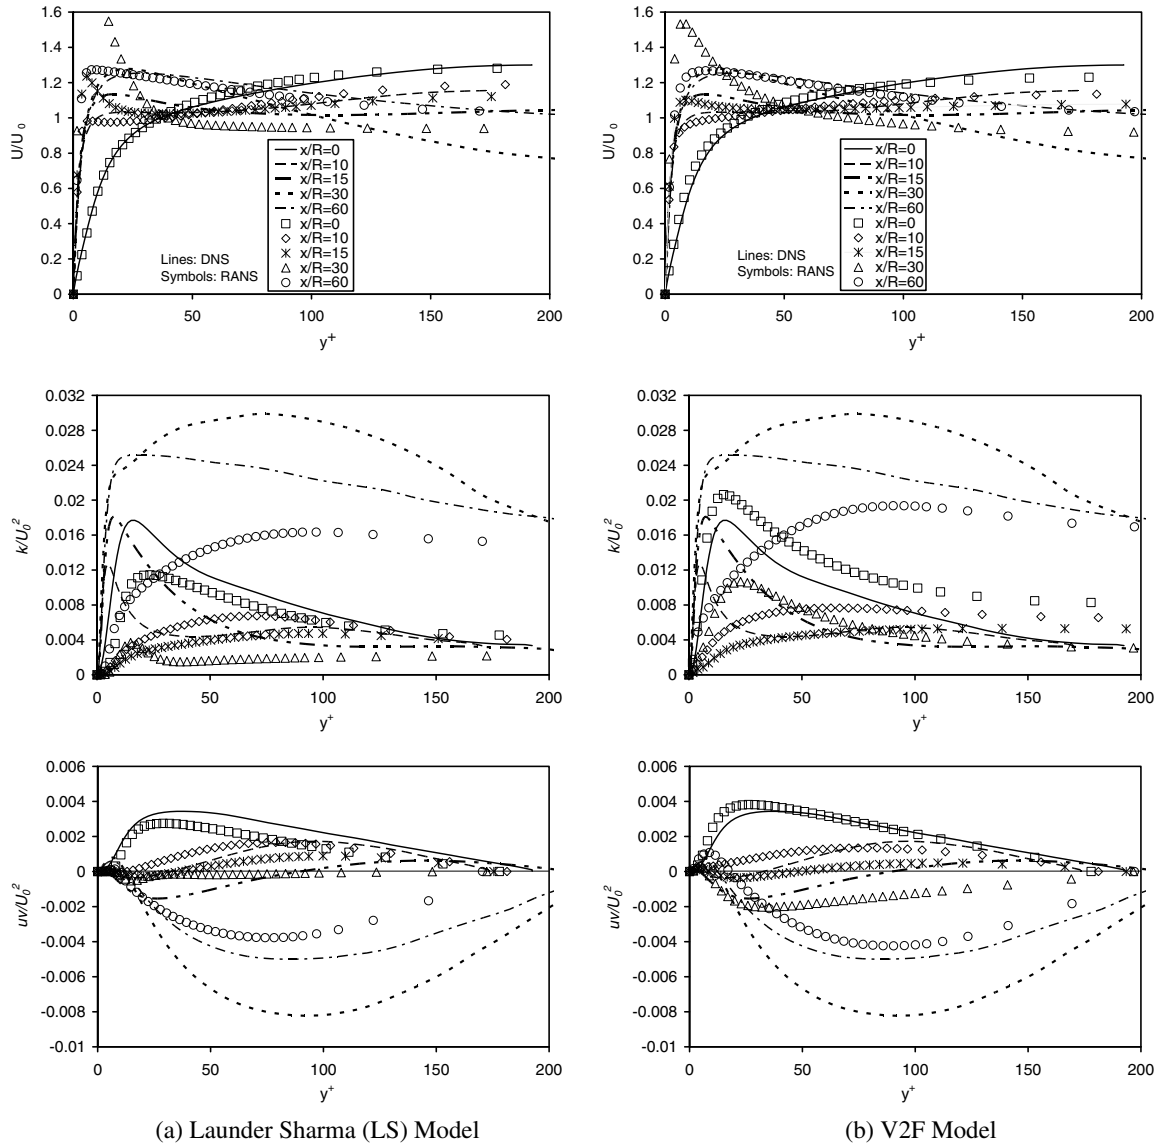 1.6
1.4
1.2
1
0.8
0.6
0.4
0.2
0
U/U0
0 50 100 150 200
y+
x/R=0
x/R=10
x/R=15
x/R=30
x/R=60
x/R=0
x/R=10
x/R=15
x/R=30
x/R=60
Lines: DNS
Symbols: RANS
1.6
1.4
1.2
1
0.8
0.6
0.4
0.2
0
U/U0
0 50 100 150 200
y+
x/R=0
x/R=10
x/R=15
x/R=30
x/R=60
x/R=0
x/R=10
x/R=15
x/R=30
x/R=60
Lines: DNS
Symbols: RANS
0.032
0.028
0.024
0.02
0.016
0.012
0.008
0.004
0
k/U0²
0 50 100 150 200
y+
0.032
0.028
0.024
0.02
0.016
0.012
0.008
0.004
0
k/U0²
0 50 100 150 200
y+
0.006
0.004
0.002
0
-0.002
-0.004
-0.006
-0.008
-0.01
uv/U0²
0 50 100 150 200
y+
0.006
0.004
0.002
0
-0.002
-0.004
-0.006
-0.008
-0.01
uv/U0²
0 50 100 150 200
y+
(a) Launder Sharma (LS) Model
(b) V2F Model